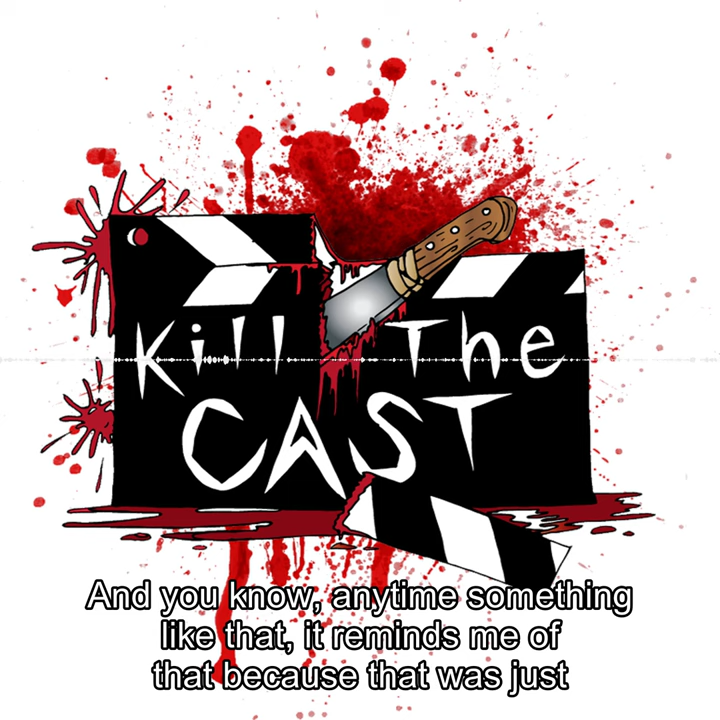 Kill The
CAST
And you know, anytime something
like that, it reminds me of
that because that was just